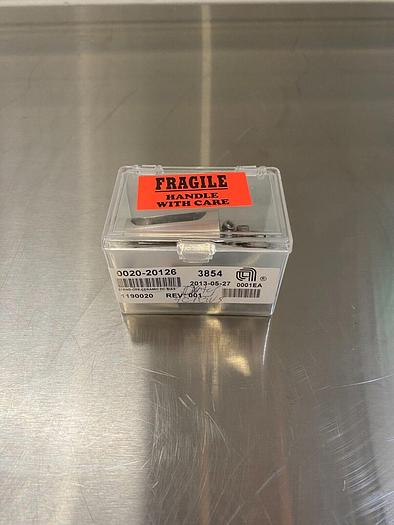 FRAGILE
HANDLE
WITH CARE
0020-20126 3854
2013-05-27 0001EA
®
1190020 REV: 001